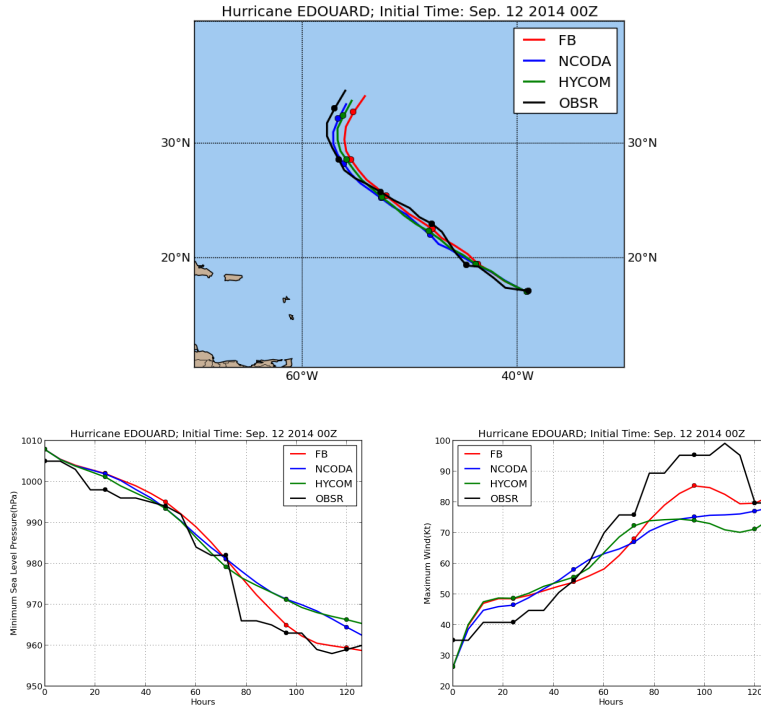 Hurricane EDOUARD; Initial Time: Sep. 12 2014 00Z
FB
NCODA
HYCOM
OBSR
30°N
30°N
20°N
20°N
60°W
40°W
Hurricane EDOUARD; Initial Time: Sep. 12 2014 00Z
FB
NCODA
HYCOM
OBSR
Minimum Sea Level Pressure(hPa)
1010
1000
990
980
970
960
950
0
20
40
60
80
100
120
Hours
Hurricane EDOUARD; Initial Time: Sep. 12 2014 00Z
FB
NCODA
HYCOM
OBSR
Maximum Wind(Kt)
100
90
80
70
60
50
40
30
20
0
20
40
60
80
100
120
Hours